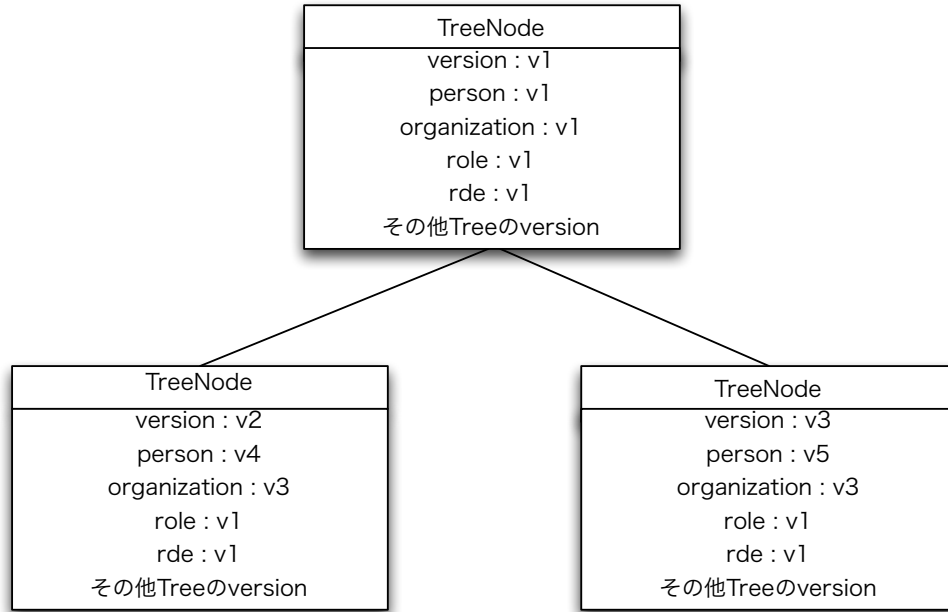 TreeNode
version : v1
person : v1
organization : v1
role : v1
rde : v1
その他Treeのversion
TreeNode
version : v2
person : v4
organization : v3
role : v1
rde : v1
その他Treeのversion
TreeNode
version : v3
person : v5
organization : v3
role : v1
rde : v1
その他Treeのversion